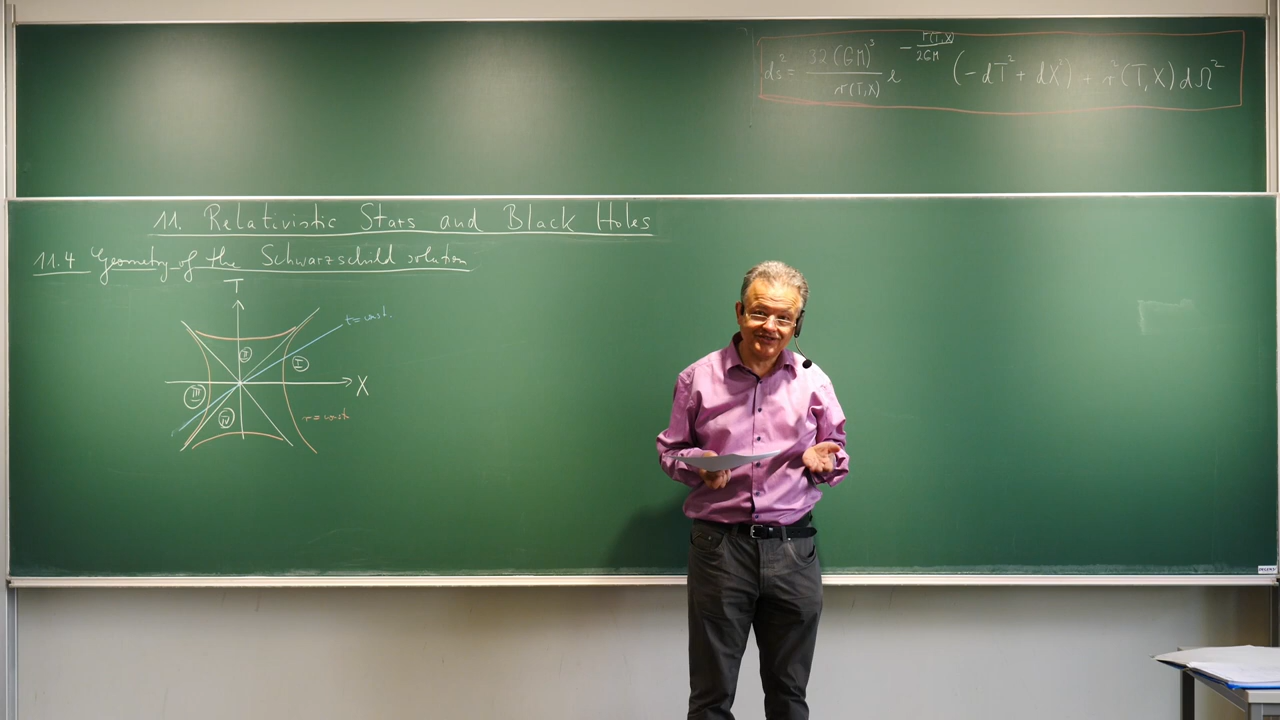 ds² = 32(GM)³ / r(T,X) e^(-r(T,X)/2GM) (-dT² + dX²) + r²(T,X) dΩ²
11. Relativistic Stars and Black Holes
11.4 Geometry of the Schwarzschild solution
T
t=const.
II
I
X
III
IV
r=const